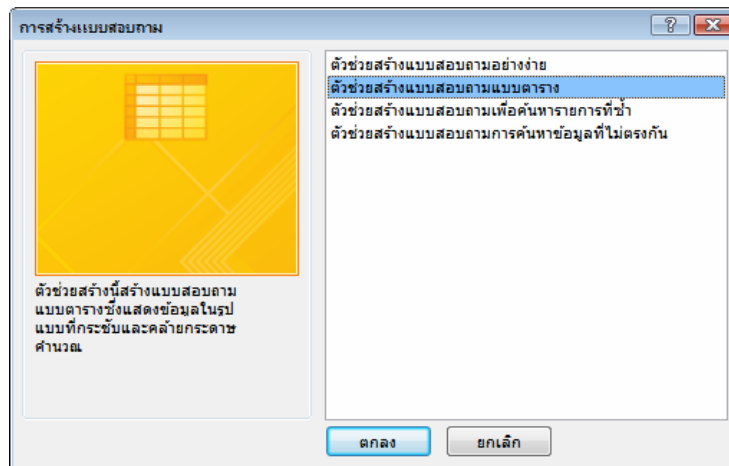 การสร้างแบบสอบถาม
ตัวช่วยสร้างแบบสอบถามอย่างง่าย
ตัวช่วยสร้างแบบสอบถามแบบตาราง
ตัวช่วยสร้างแบบสอบถามเพื่อค้นหารายการที่ซ้ำ
ตัวช่วยสร้างแบบสอบถามการค้นหาข้อมูลที่ไม่ตรงกัน
ตัวช่วยสร้างนี้สร้างแบบสอบถาม
แบบตารางซึ่งแสดงข้อมูลในรูป
แบบที่กระชับและคล้ายกระดาษ
คำนวณ
ตกลง
ยกเลิก